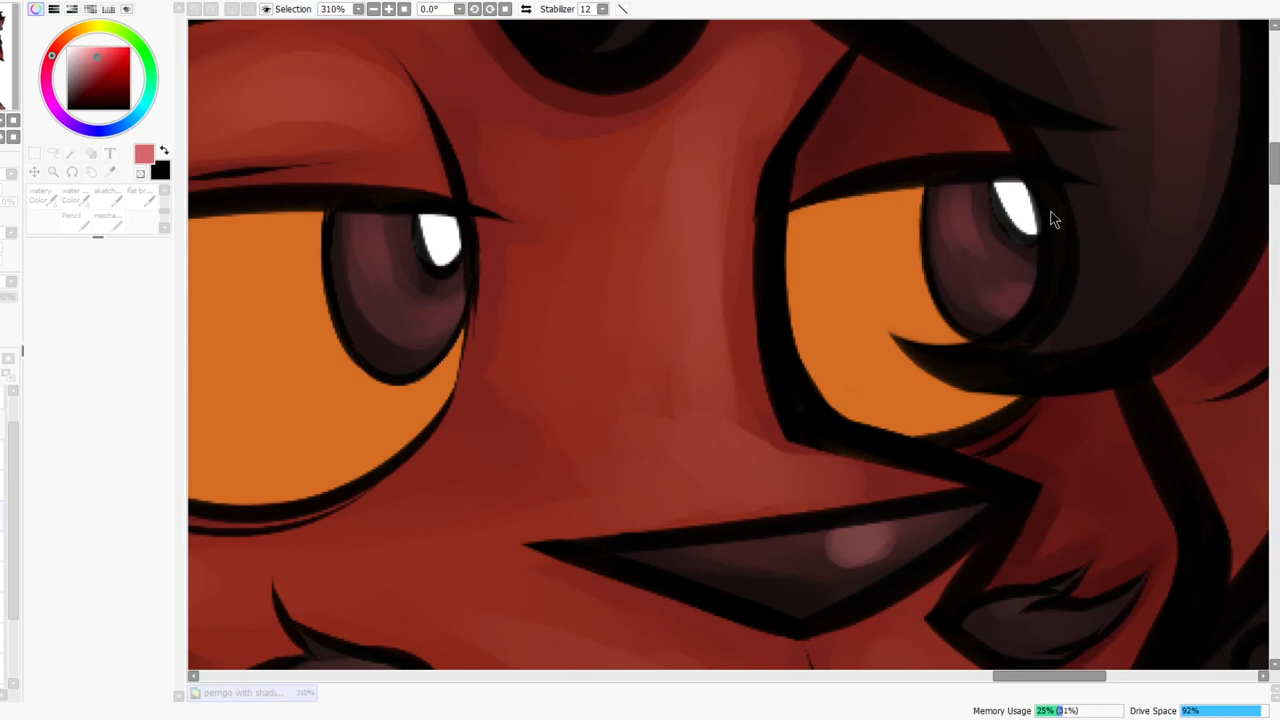 Selection 310% 0.0° Stabilizer 12
T
watery water ... sketch... flat br...
Color Color
Pencil mecha...
perngo with shadi... 310%
Memory Usage 25% (31%) Drive Space 92%